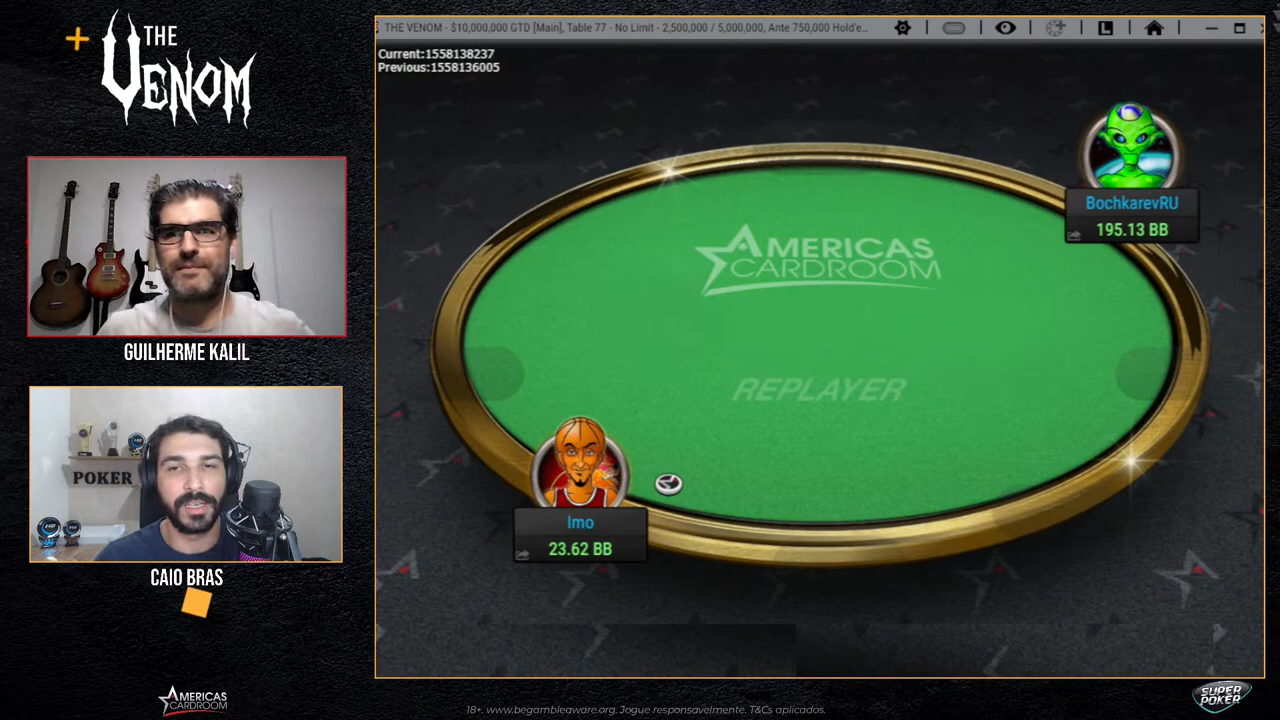 THE
VENOM
GUILHERME KALIL
POKER
CAIO BRAS
AMERICAS
CARDROOM
THE VENOM - $10,000,000 GTD [Main], Table 77 - No Limit - 2,500,000 / 5,000,000, Ante 750,000 Hold'e...
L
Current:1558138237
Previous:1558136005
BochkarevRU
195.13 BB
AMERICAS
CARDROOM
REPLAYER
Imo
23.62 BB
18+. www.begambleaware.org. Jogue responsavelmente. T&Cs aplicados.
SUPER
POKER